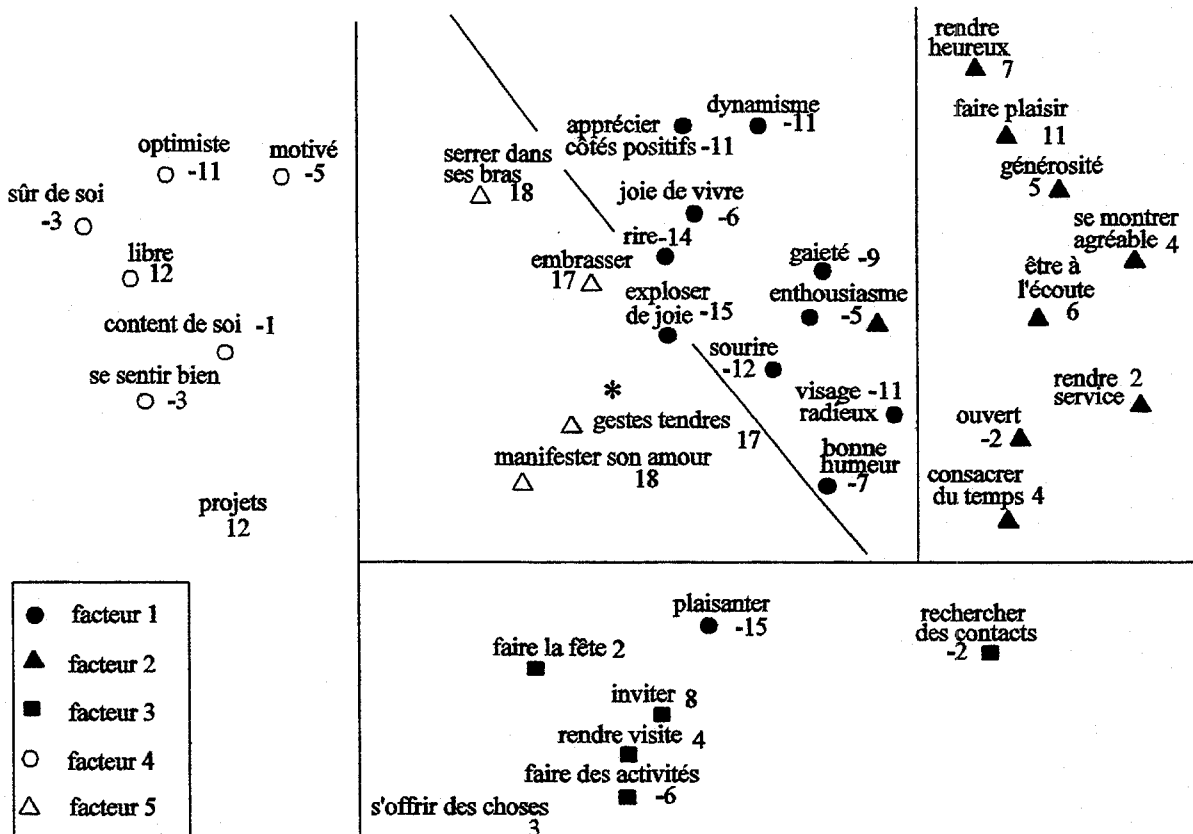 rendre
heureux
7
dynamisme
-11
apprécier
côtés positifs -11
faire plaisir
11
optimiste
-11
motivé
-5
serrer dans
ses bras
18
générosité
5
sûr de soi
-3
joie de vivre
-6
se montrer
agréable 4
libre
12
rire-14
embrasser
17
gaieté -9
être à
l'écoute
6
exploser
de joie -15
enthousiasme
-5
content de soi -1
sourire
-12
se sentir bien
-3
visage -11
radieux
rendre 2
service
*
gestes tendres
17
ouvert
-2
manifester son amour
18
bonne
humeur
-7
consacrer
du temps 4
projets
12
plaisanter
-15
rechercher
des contacts
-2
faire la fête 2
inviter 8
rendre visite 4
faire des activités
-6
s'offrir des choses
3
facteur 1
facteur 2
facteur 3
facteur 4
facteur 5